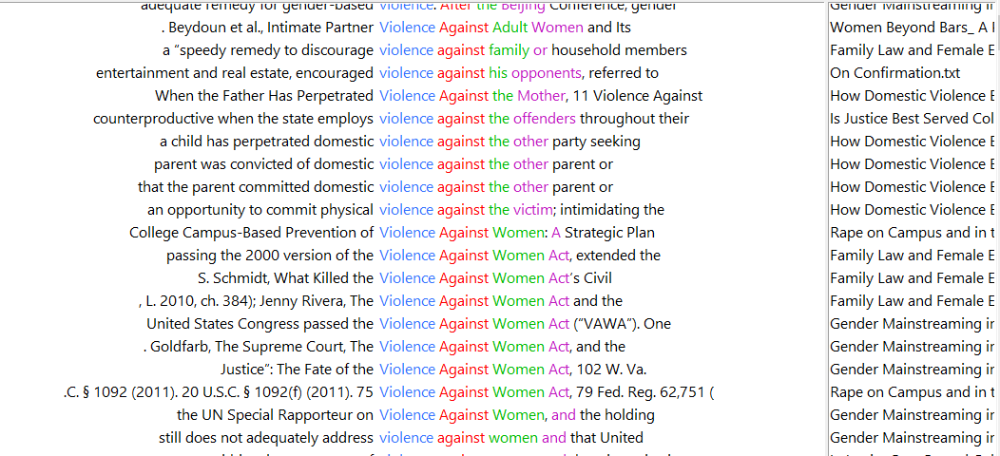 adequate remedy for gender-based violence. After the Beijing Conference, gender Gender Mainstreaming in
. Beydoun et al., Intimate Partner Violence Against Adult Women and Its Women Beyond Bars_ A I
a “speedy remedy to discourage violence against family or household members Family Law and Female E
entertainment and real estate, encouraged violence against his opponents, referred to On Confirmation.txt
When the Father Has Perpetrated Violence Against the Mother, 11 Violence Against How Domestic Violence E
counterproductive when the state employs violence against the offenders throughout their Is Justice Best Served Col
a child has perpetrated domestic violence against the other party seeking How Domestic Violence E
parent was convicted of domestic violence against the other parent or How Domestic Violence E
that the parent committed domestic violence against the other parent or How Domestic Violence E
an opportunity to commit physical violence against the victim; intimidating the How Domestic Violence E
College Campus-Based Prevention of Violence Against Women: A Strategic Plan Rape on Campus and in t
passing the 2000 version of the Violence Against Women Act, extended the Family Law and Female E
S. Schmidt, What Killed the Violence Against Women Act’s Civil Family Law and Female E
, L. 2010, ch. 384); Jenny Rivera, The Violence Against Women Act and the Family Law and Female E
United States Congress passed the Violence Against Women Act (“VAWA”). One Gender Mainstreaming ir
. Goldfarb, The Supreme Court, The Violence Against Women Act, and the Gender Mainstreaming ir
Justice”: The Fate of the Violence Against Women Act, 102 W. Va. Gender Mainstreaming ir
.C. § 1092 (2011). 20 U.S.C. § 1092(f) (2011). 75 Violence Against Women Act, 79 Fed. Reg. 62,751 ( Rape on Campus and in t
the UN Special Rapporteur on Violence Against Women, and the holding Gender Mainstreaming ir
still does not adequately address violence against women and that United Gender Mainstreaming ir